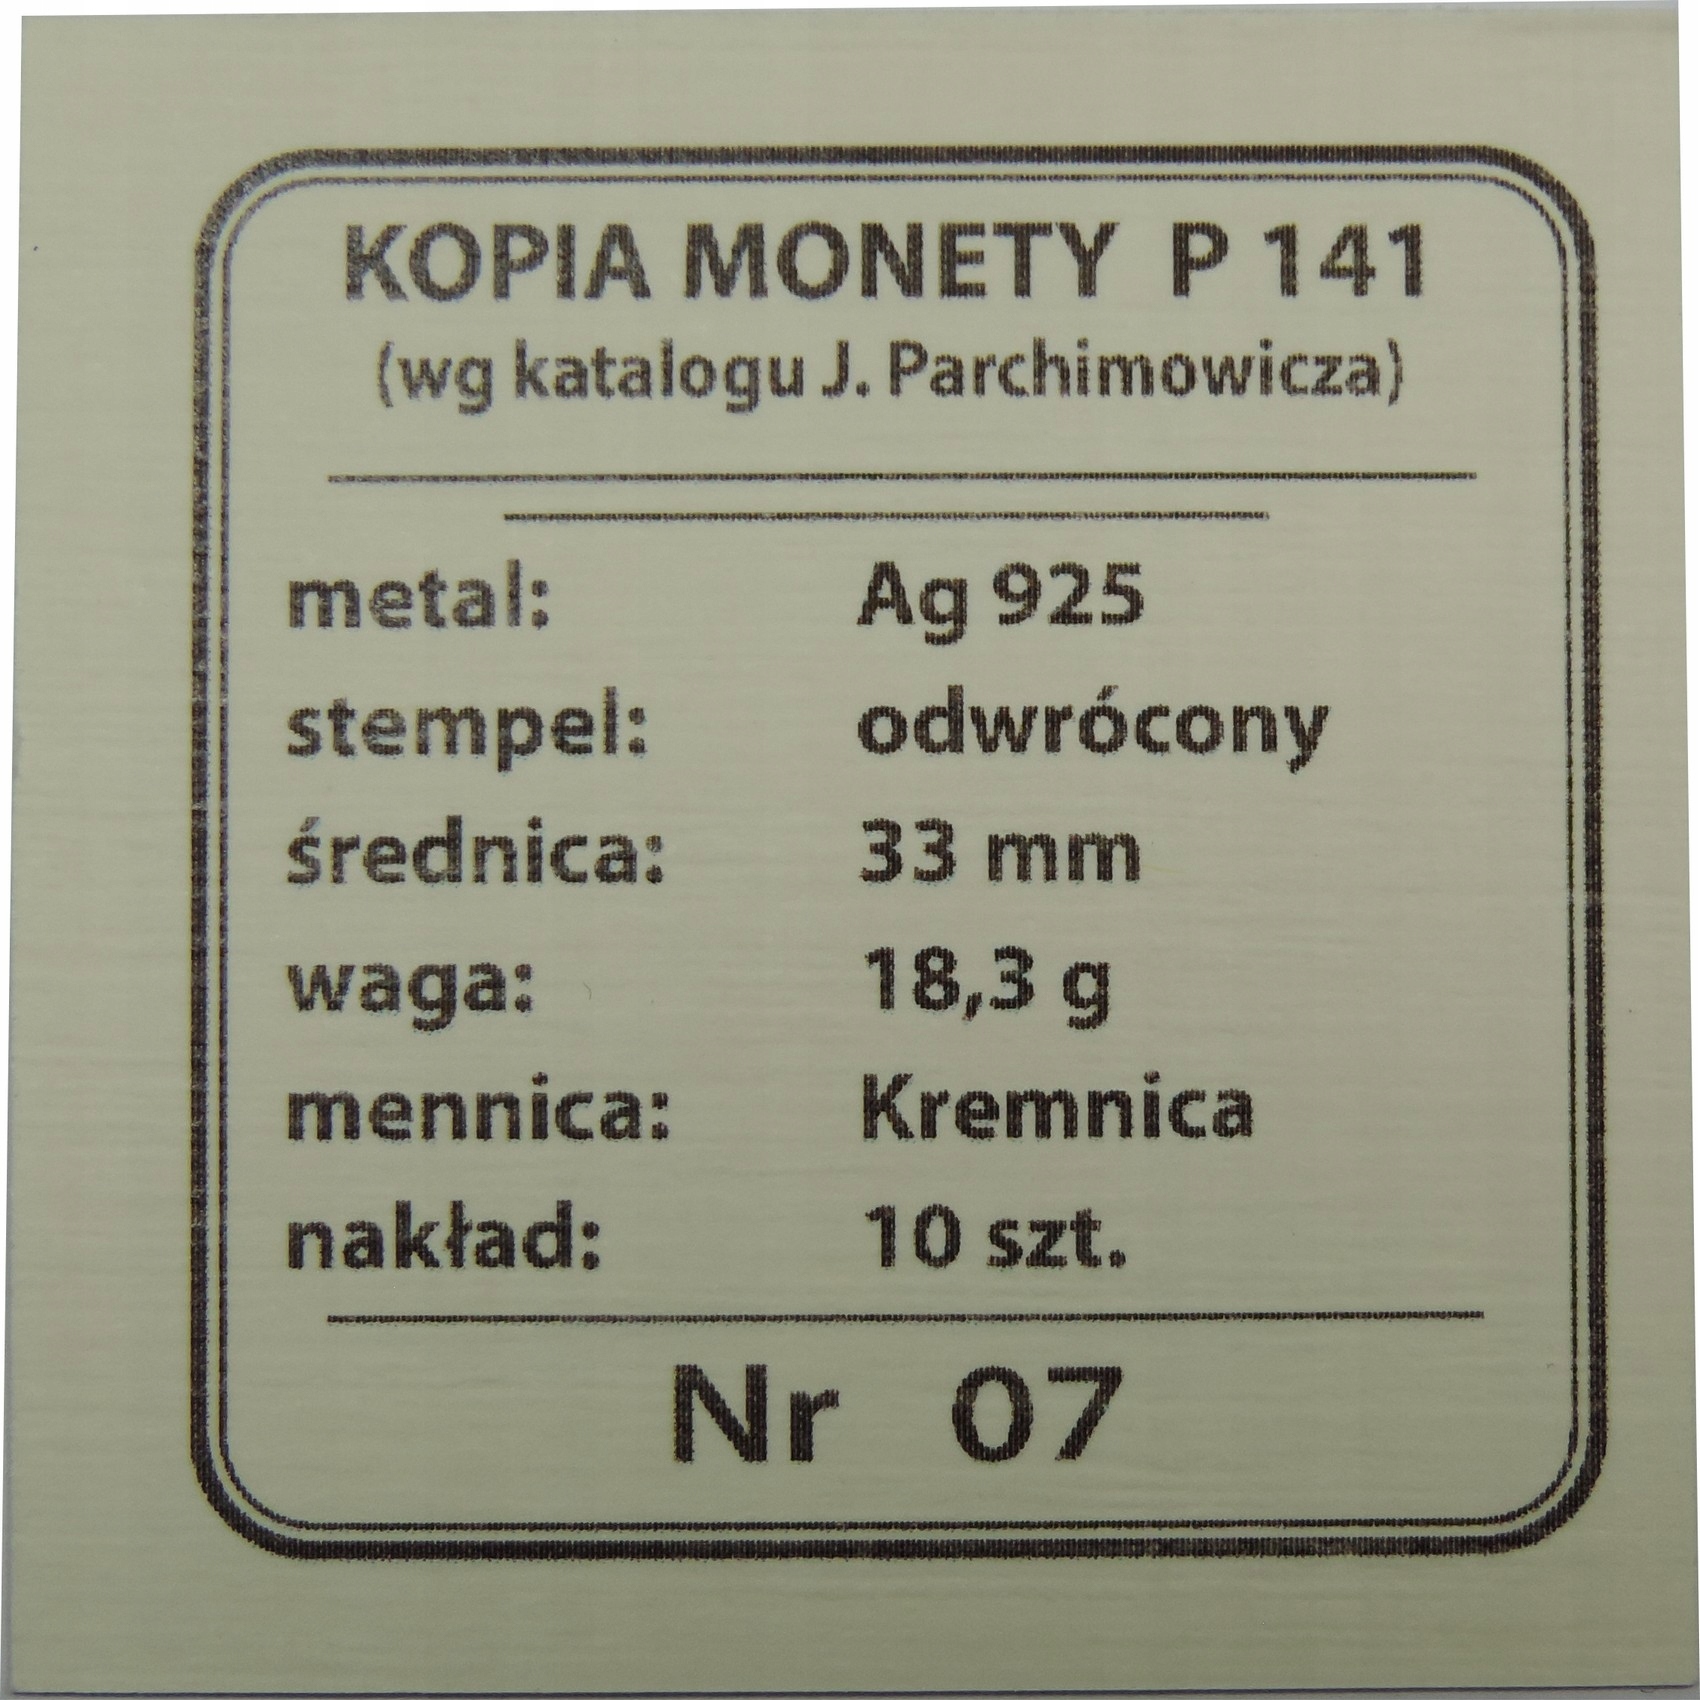 KOPIA MONETY P 141
(wg katalogu J. Parchimowicza)
metal: Ag 925
stempel: odwrócony
średnica: 33 mm
waga: 18,3 g
mennica: Kremnica
nakład: 10 szt.
Nr 07